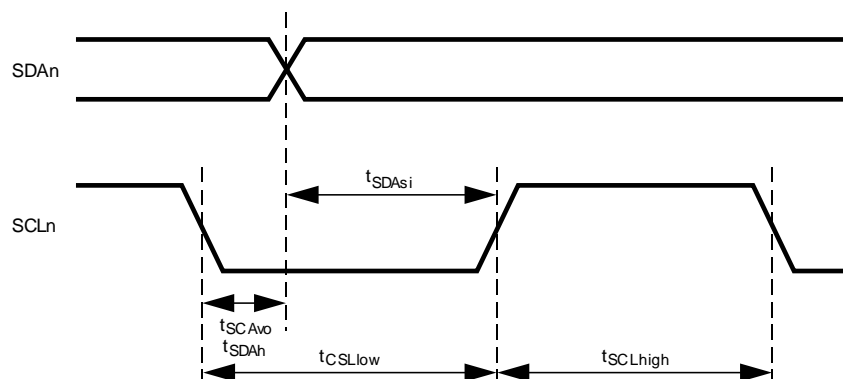 SDAn
tSDAsi
SCLn
tSCAvo
tSDAh
tCSLlow
tSCLhigh